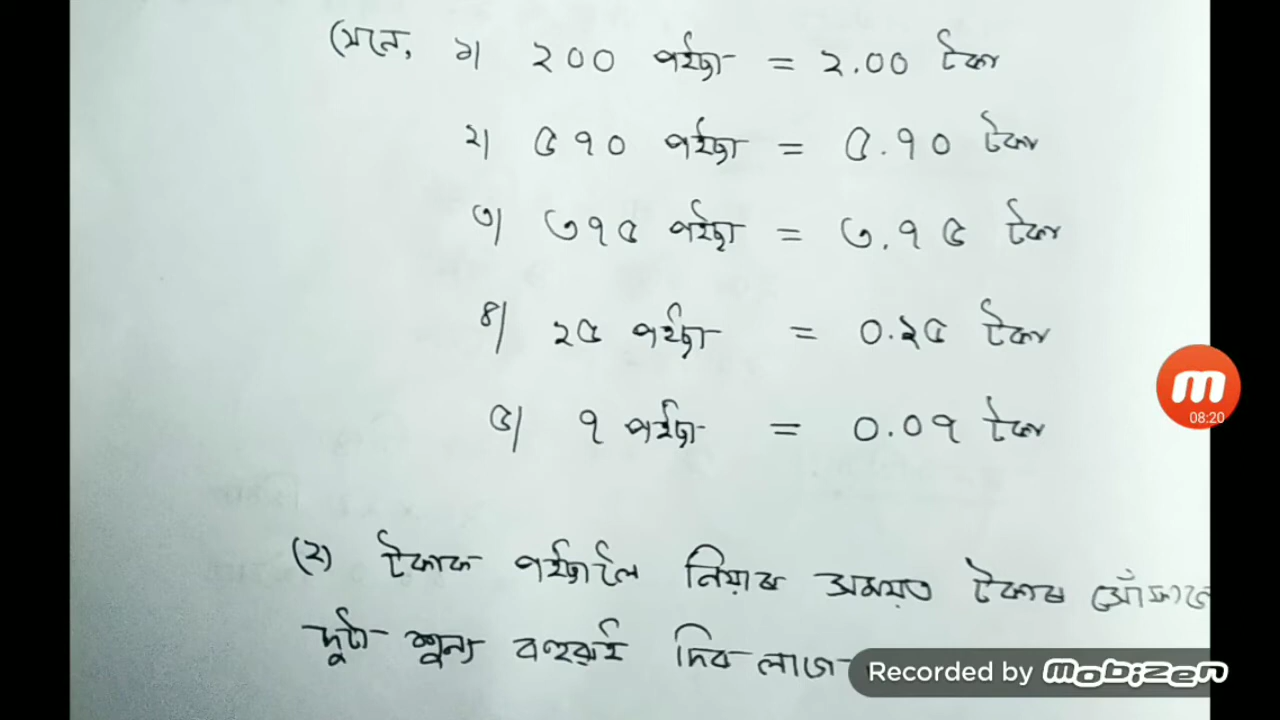 যেনে, ১| ২০০ পইচা = ২.০০ টকা
২| ৫৭০ পইচা = ৫.৭০ টকা
৩| ৩৭৫ পইচা = ৩.৭৫ টকা
৪| ২৫ পইচা = ০.২৫ টকা
৫| ৭ পইচা = ০.০৭ টকা
08:20
(২) টকাক পইচালৈ নিয়াৰ সময়ত টকাৰ সোঁফালে
দুটা শূন্য বহুৱাই দিব লাগে
Recorded by mobizen